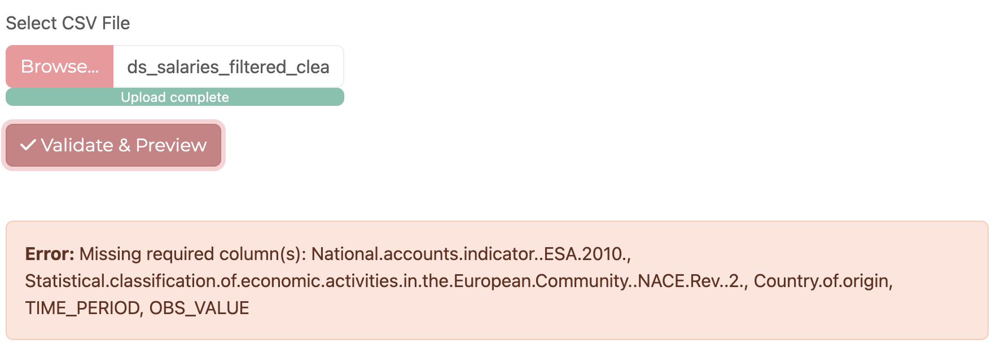 Select CSV File
Browse... ds_salaries_filtered_clea
Upload complete
Validate & Preview
Error: Missing required column(s): National.accounts.indicator..ESA.2010.,
Statistical.classification.of.economic.activities.in.the.European.Community..NACE.Rev..2., Country.of.origin,
TIME_PERIOD, OBS_VALUE